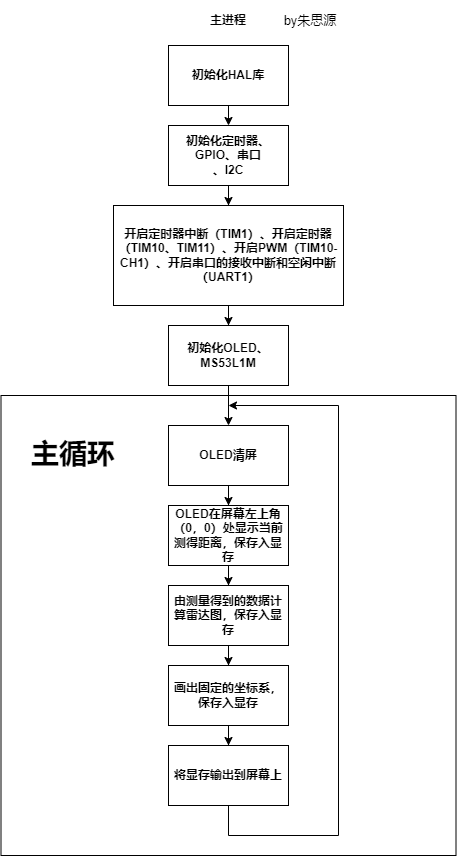 主进程 by朱思源
初始化HAL库
初始化定时器、
GPIO、串口
、I2C
开启定时器中断（TIM1）、开启定时器
（TIM10、TIM11）、开启PWM（TIM10-
CH1）、开启串口的接收中断和空闲中断
（UART1）
初始化OLED、
MS53L1M
主循环
OLED清屏
OLED在屏幕左上角
（0，0）处显示当前
测得距离，保存入显
存
由测量得到的数据计
算雷达图，保存入显
存
画出固定的坐标系，
保存入显存
将显存输出到屏幕上